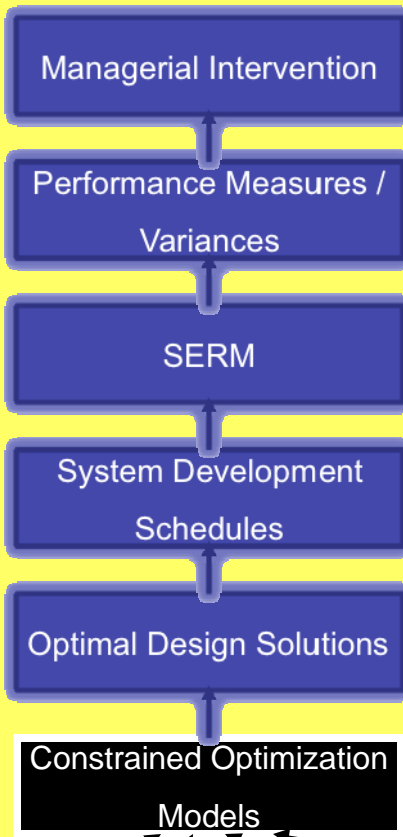 Managerial Intervention
Performance Measures /
Variances
SERM
System Development
Schedules
Optimal Design Solutions
Constrained Optimization
Models